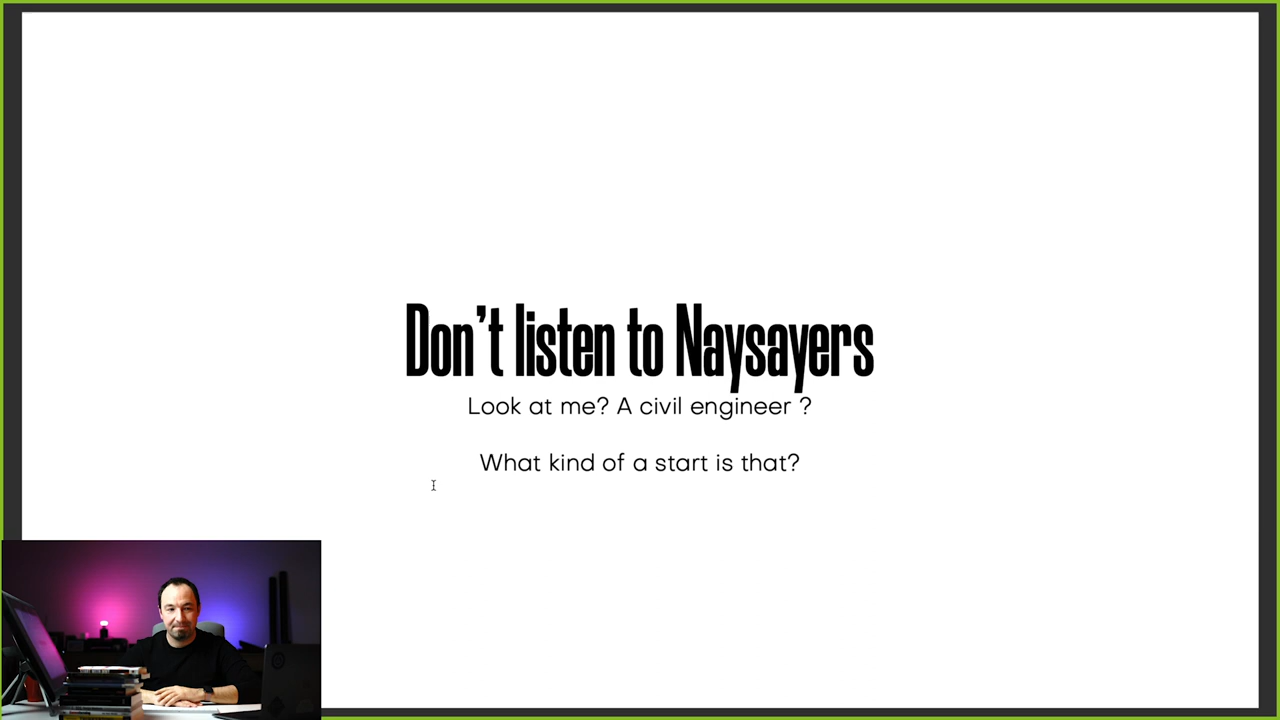 Don't listen to Naysayers
Look at me? A civil engineer ?
What kind of a start is that?